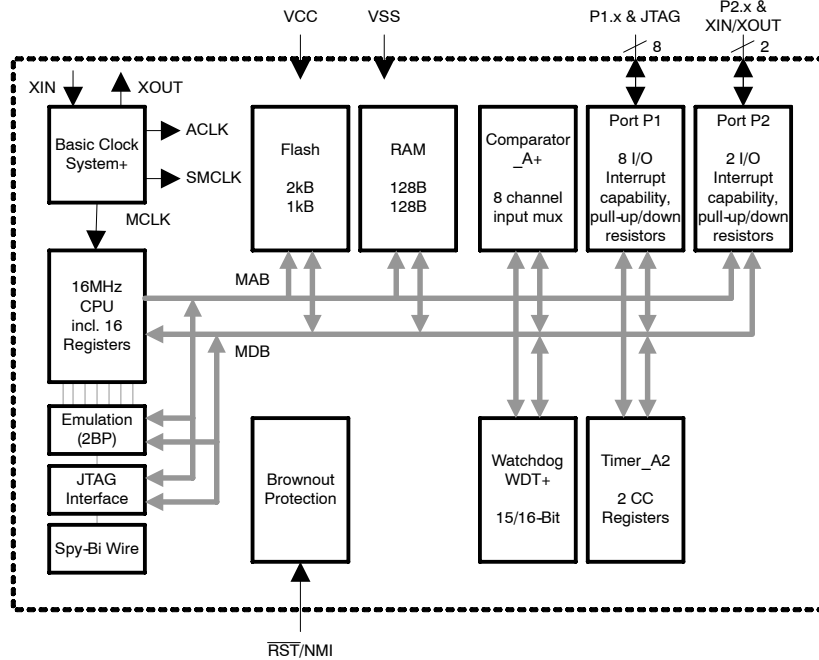 VCC
VSS
P1.x & JTAG
P2.x &
XIN/XOUT
8
2
XIN
XOUT
Basic Clock
System+
ACLK
SMCLK
MCLK
Flash
2kB
1kB
RAM
128B
128B
Comparator
_A+
8 channel
input mux
Port P1
8 I/O
Interrupt
capability,
pull-up/down
resistors
Port P2
2 I/O
Interrupt
capability,
pull-up/down
resistors
16MHz
CPU
incl. 16
Registers
MAB
MDB
Emulation
(2BP)
JTAG
Interface
Spy-Bi Wire
Brownout
Protection
Watchdog
WDT+
15/16-Bit
Timer_A2
2 CC
Registers
RST/NMI